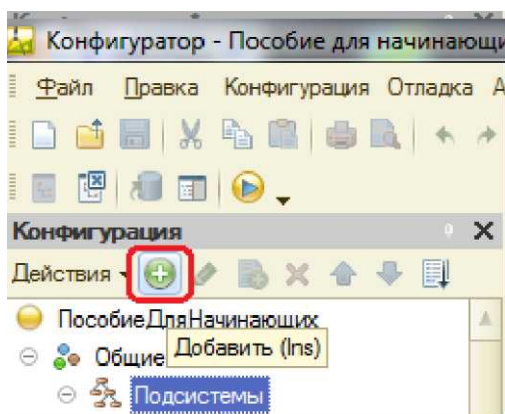 Конфигуратор - Пособие для начинающи
Файл Правка Конфигурация Отладка А
Конфигурация
Действия
ПособиеДляНачинающих
Общие
Добавить (Ins)
Подсистемы